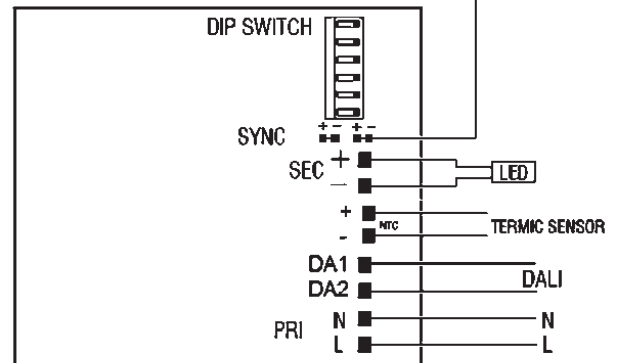 DIP SWITCH
+ - + -
SYNC
SEC +
-
LED
+
NTC
-
TERMIC SENSOR
DA1
DA2
DALI
PRI
N N
L L